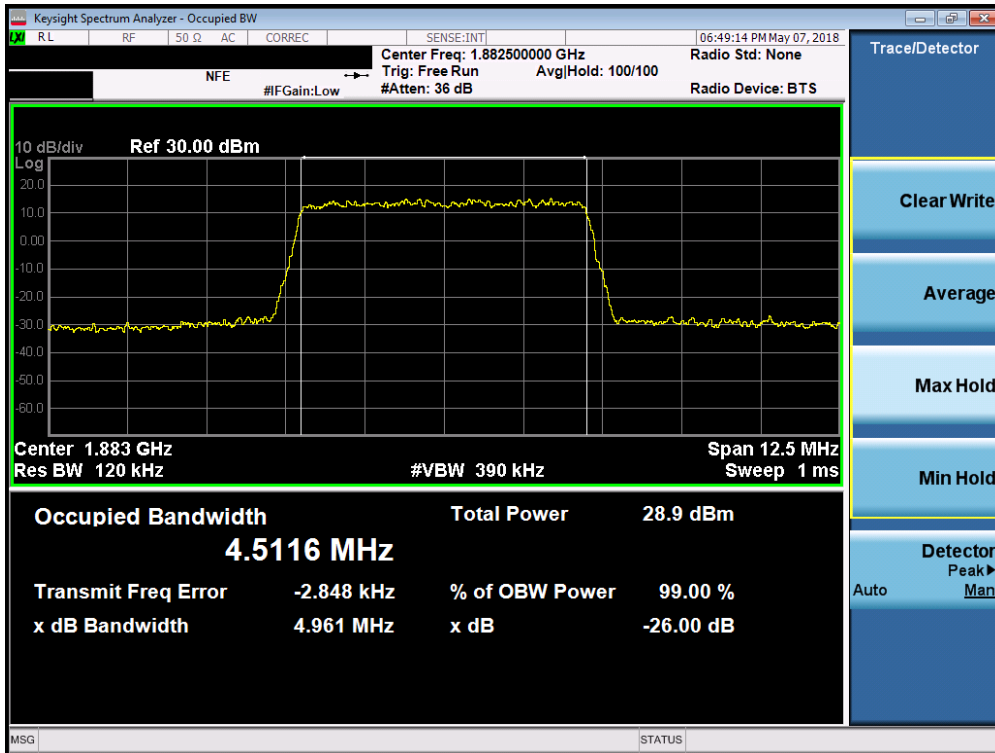 Keysight Spectrum Analyzer - Occupied BW
LXI RL RF 50 Ω AC CORREC SENSE:INT 06:49:14 PM May 07, 2018
Center Freq: 1.882500000 GHz Radio Std: None
NFE Trig: Free Run Avg|Hold: 100/100
#IFGain:Low #Atten: 36 dB Radio Device: BTS
10 dB/div Ref 30.00 dBm
Log
20.0
10.0
0.00
-10.0
-20.0
-30.0
-40.0
-50.0
-60.0
Center 1.883 GHz Span 12.5 MHz
Res BW 120 kHz #VBW 390 kHz Sweep 1 ms
Occupied Bandwidth Total Power 28.9 dBm
4.5116 MHz
Transmit Freq Error -2.848 kHz % of OBW Power 99.00 %
x dB Bandwidth 4.961 MHz x dB -26.00 dB
MSG STATUS
Trace/Detector
Clear Write
Average
Max Hold
Min Hold
Detector
Peak▶
Auto Man